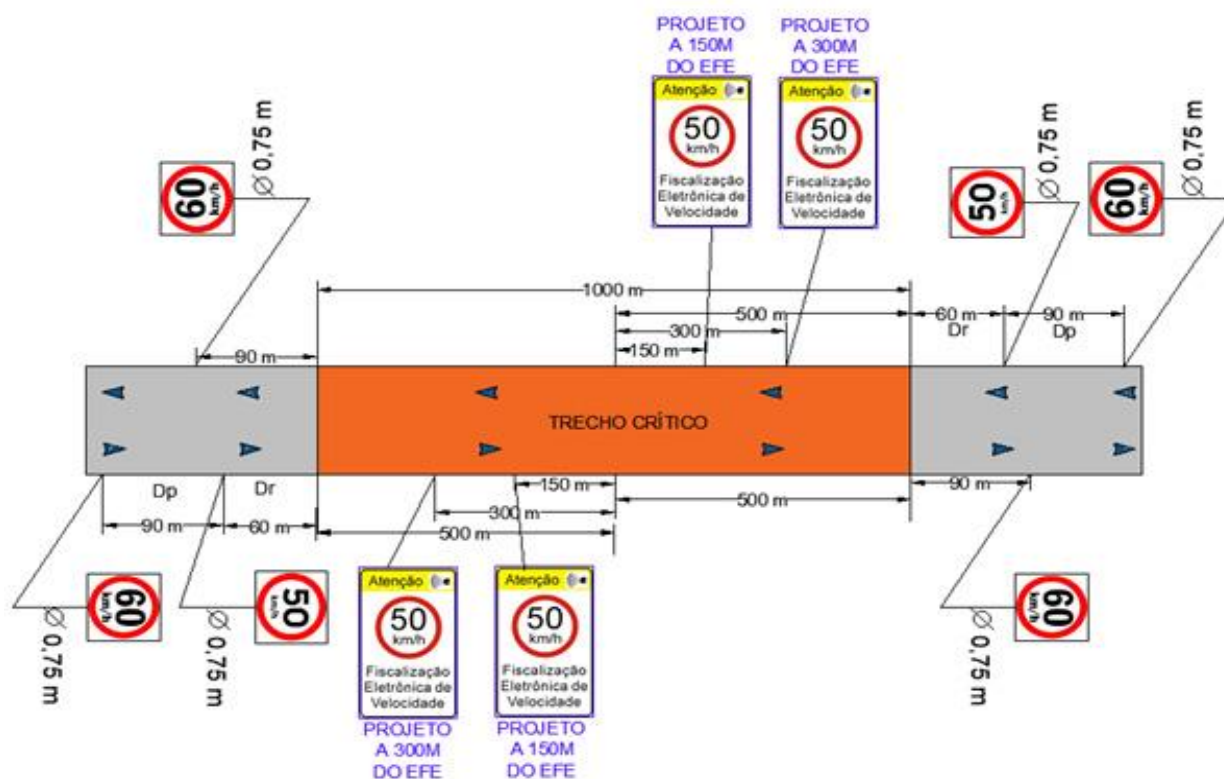 PROJETO
A 150M
DO EFE
PROJETO
A 300M
DO EFE
Atenção
50
km/h
Fiscalização
Eletrônica de
Velocidade
Atenção
50
km/h
Fiscalização
Eletrônica de
Velocidade
60
km/h
Ø 0,75 m
50
km/h
Ø 0,75 m
60
km/h
Ø 0,75 m
1000 m
500 m
60 m
90 m
300 m
Dr
Dp
150 m
90 m
TRECHO CRÍTICO
Dp
Dr
150 m
90 m
90 m
60 m
300 m
500 m
500 m
60
km/h
Ø 0,75 m
50
km/h
Ø 0,75 m
Atenção
50
km/h
Fiscalização
Eletrônica de
Velocidade
PROJETO
A 300M
DO EFE
Atenção
50
km/h
Fiscalização
Eletrônica de
Velocidade
PROJETO
A 150M
DO EFE
Ø 0,75 m
60
km/h